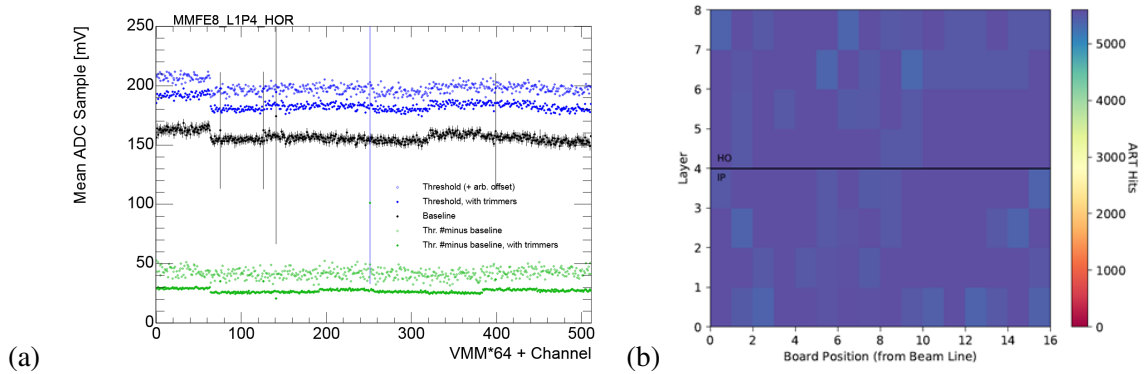 MMFE8_L1P4_HOR
Mean ADC Sample [mV]
250
200
150
100
50
0
Threshold (+ arb. offset)
Threshold, with trimmers
Baseline
Thr. #minus baseline
Thr. #minus baseline, with trimmers
0 100 200 300 400 500
VMM*64 + Channel
(a)
8
7
6
5
4
3
2
1
0
Layer
HO
IP
0 2 4 6 8 10 12 14 16
Board Position (from Beam Line)
5000
4000
3000
2000
1000
0
ART Hits
(b)